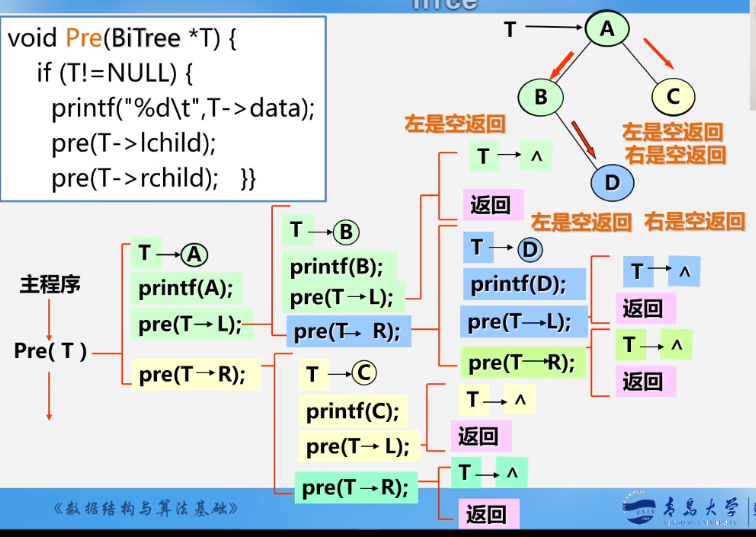 void Pre(BiTree *T) {
if (T!=NULL) {
printf("%d\t",T->data);
pre(T->lchild);
pre(T->rchild); }}
T
A
B
C
D
左是空返回
左是空返回
右是空返回
左是空返回 右是空返回
主程序
Pre( T )
T→A
printf(A);
pre(T→L);
pre(T→R);
T→B
printf(B);
pre(T→L);
pre(T→ R);
T→^
返回
T→D
printf(D);
pre(T→L);
pre(T→R);
T→^
返回
T→^
返回
T→C
printf(C);
pre(T→ L);
pre(T→R);
T→^
返回
T→^
返回
《数据结构与算法基础》
青岛大学
QINGDAO UNIVERSITY